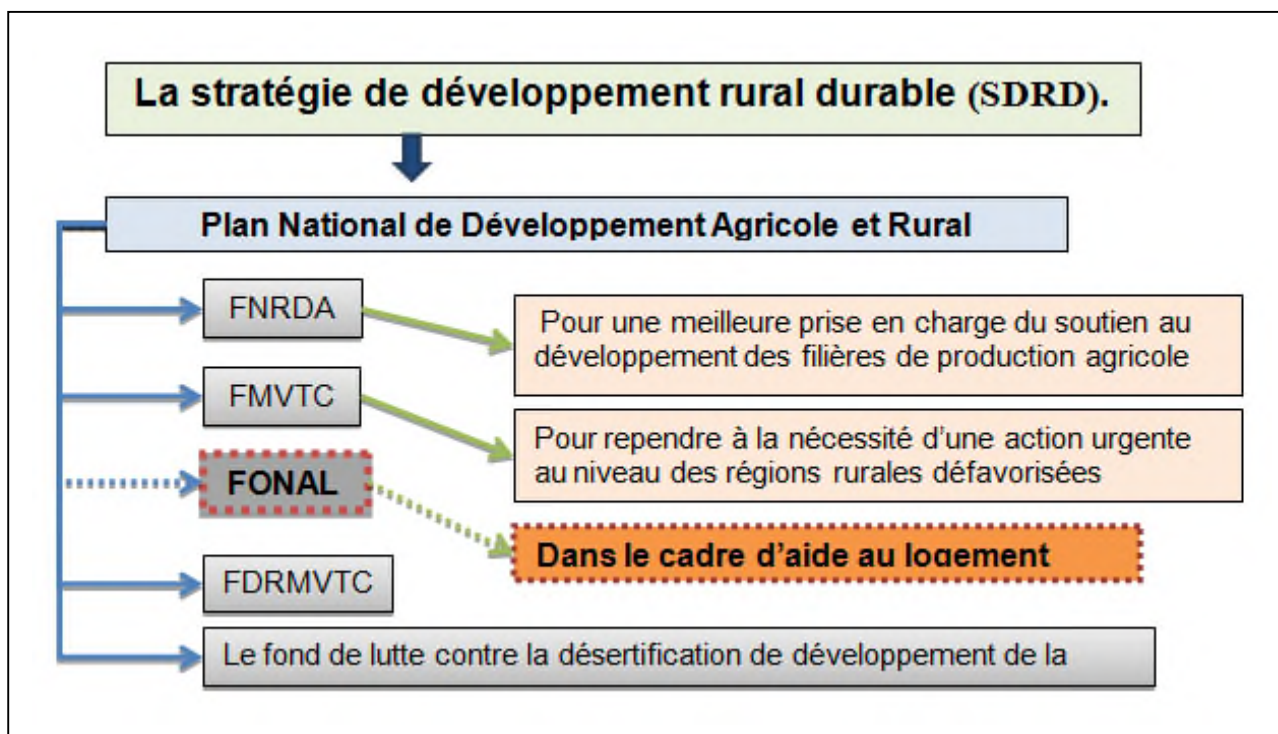 La stratégie de développement rural durable (SDRD).
Plan National de Développement Agricole et Rural
FNRDA
Pour une meilleure prise en charge du soutien au
développement des filières de production agricole
FMVTC
Pour rependre à la nécessité d'une action urgente
au niveau des régions rurales défavorisées
FONAL
Dans le cadre d'aide au logement
FDRMVTC
Le fond de lutte contre la désertification de développement de la